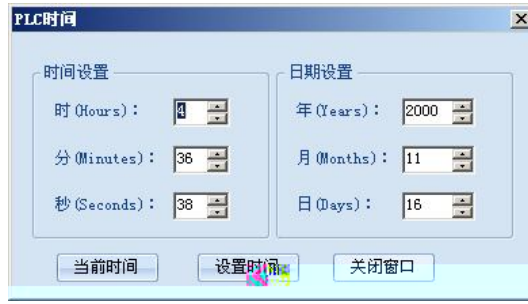 PLC时间
时间设置
时(Hours)： 4
分(Minutes)： 36
秒(Seconds)： 38
日期设置
年(Years)： 2000
月(Months)： 11
日(Days)： 16
当前时间 设置时间 关闭窗口